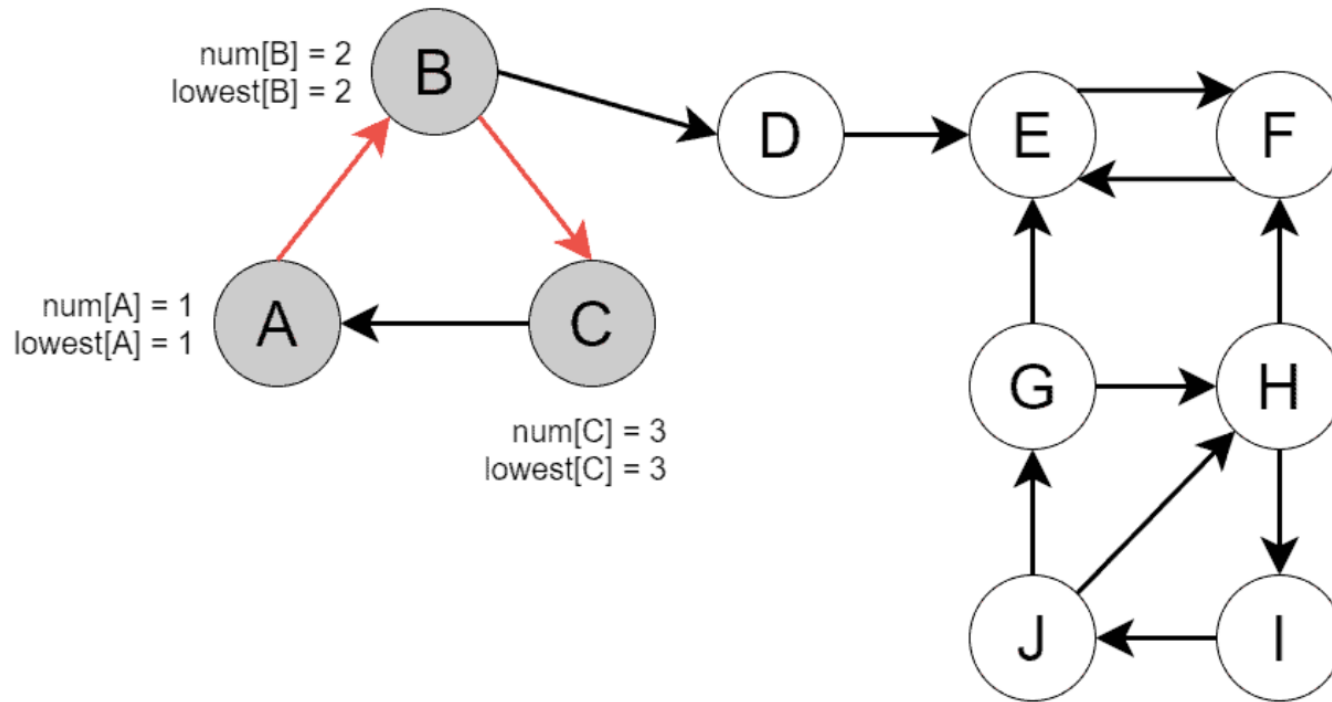 num[B] = 2
lowest[B] = 2
B
D
E
F
num[A] = 1
lowest[A] = 1
A
C
num[C] = 3
lowest[C] = 3
G
H
J
I